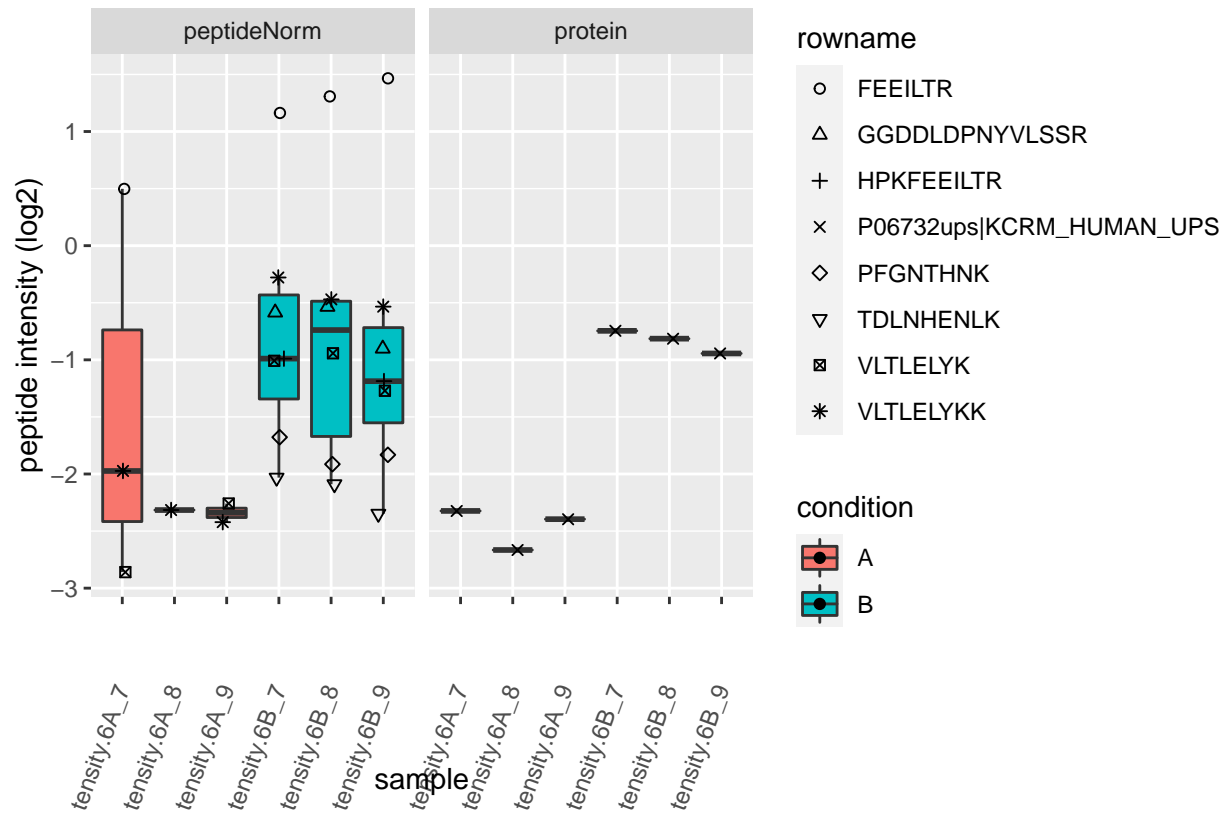 peptideNorm
protein
peptide intensity (log2)
1
0
−1
−2
−3
tensity.6A_7
tensity.6A_8
tensity.6A_9
tensity.6B_7
tensity.6B_8
tensity.6B_9
tensity.6A_7
tensity.6A_8
tensity.6A_9
tensity.6B_7
tensity.6B_8
tensity.6B_9
sample
rowname
FEEILTR
GGDDLDPNYVLSSR
HPKFEEILTR
P06732ups|KCRM_HUMAN_UPS
PFGNTHNK
TDLNHENLK
VLTLELYK
VLTLELYKK
condition
A
B